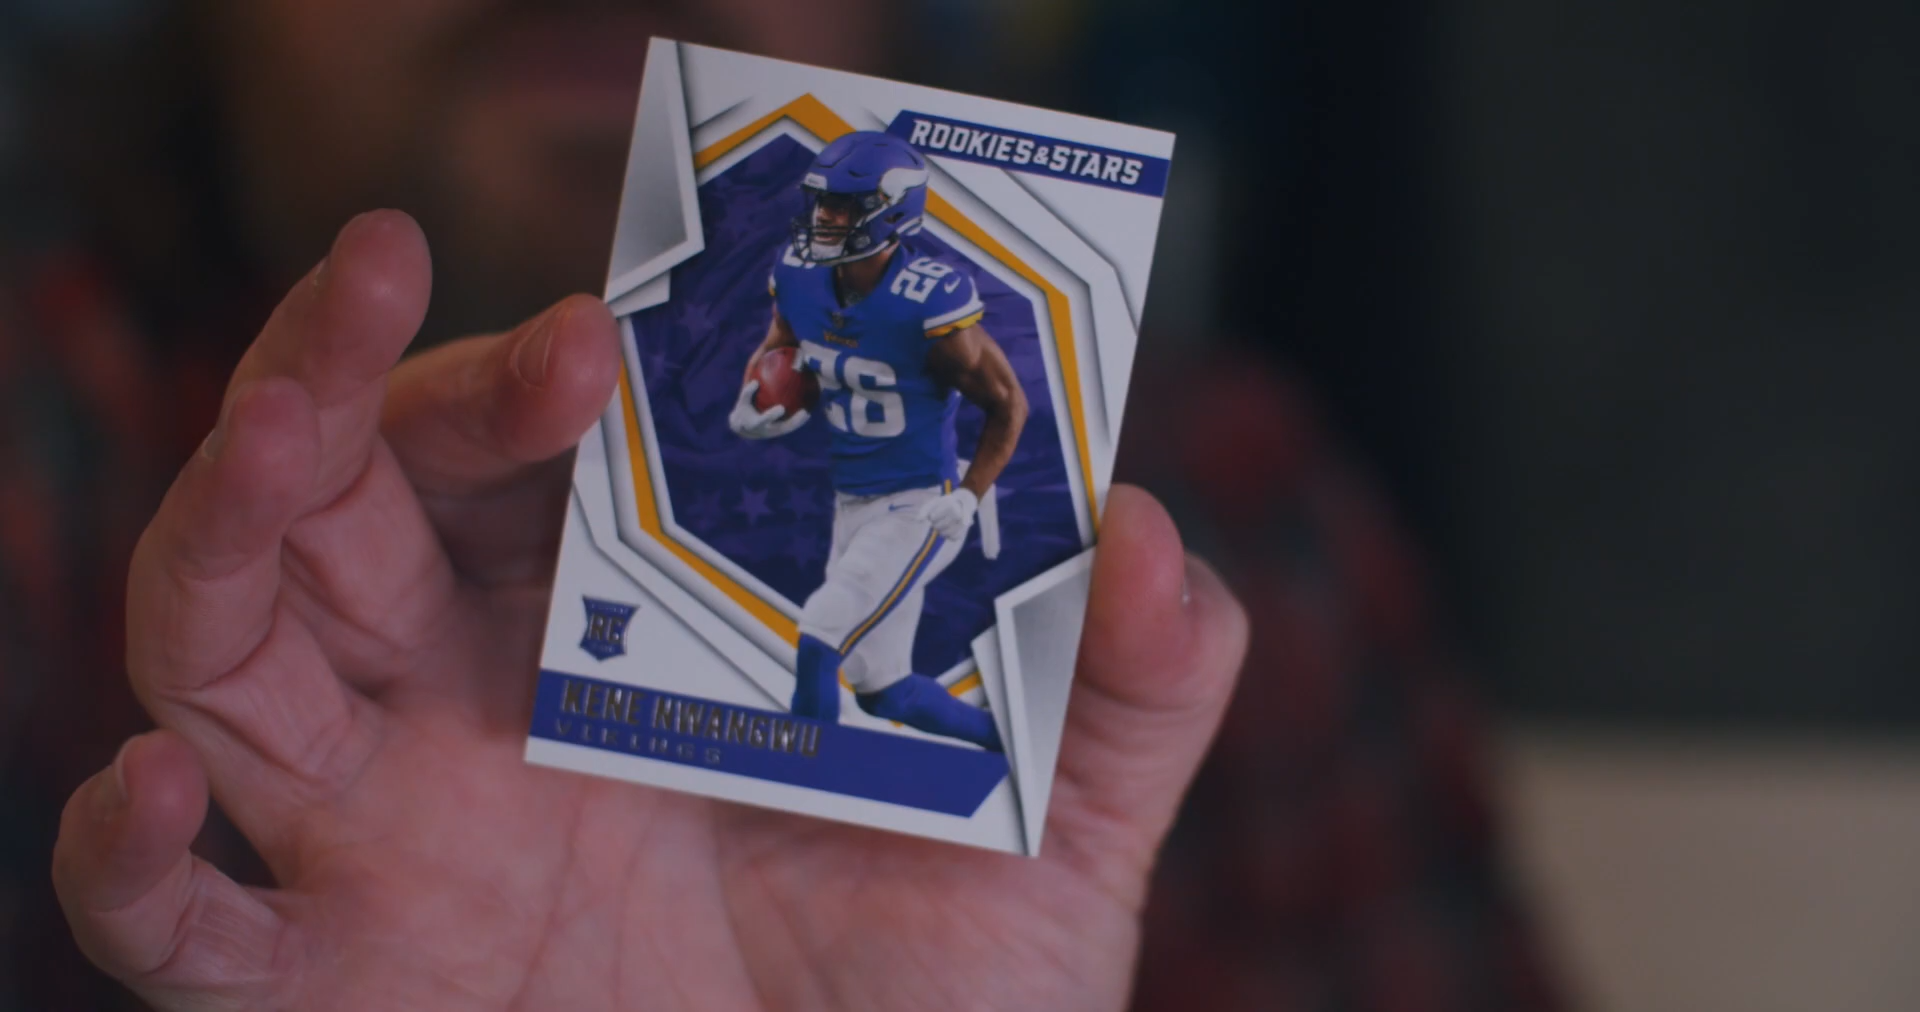 ROOKIES&STARS
26
26
RC
KENE NWANGWU
VIKINGS